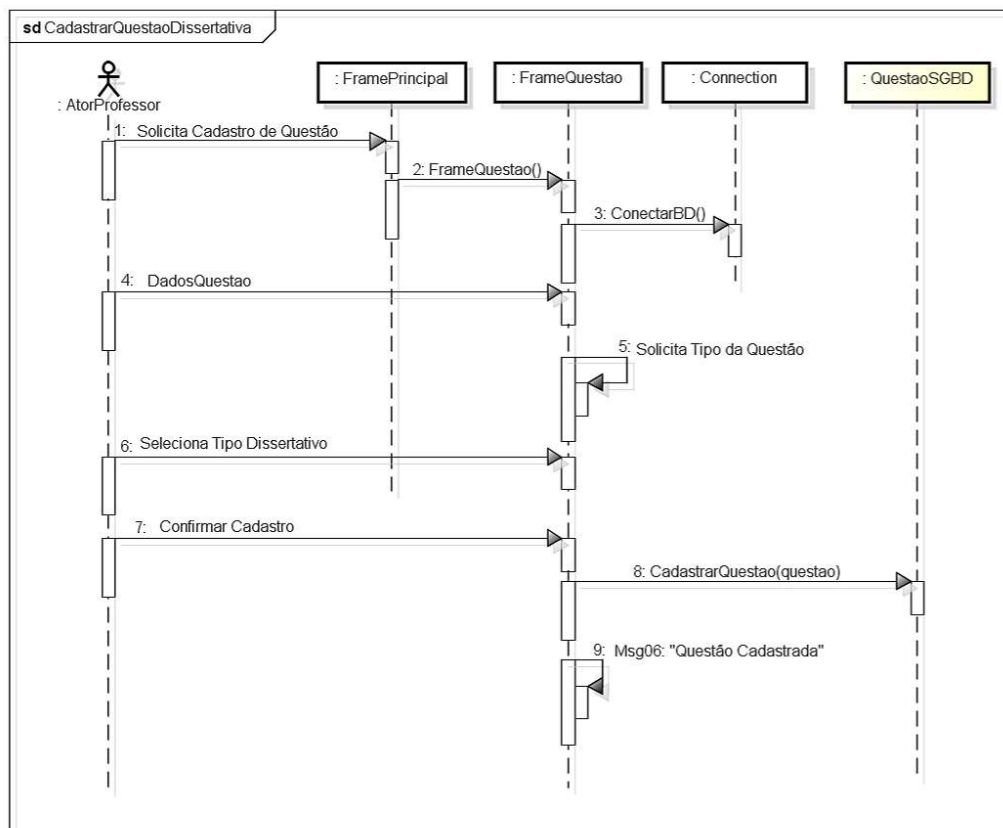 sd CadastrarQuestaoDissertativa
: AtorProfessor
: FramePrincipal
: FrameQuestao
: Connection
: QuestaoSGBD
1: Solicita Cadastro de Questão
2: FrameQuestao()
3: ConectarBD()
4: DadosQuestao
5: Solicita Tipo da Questão
6: Seleciona Tipo Dissertativo
7: Confirmar Cadastro
8: CadastrarQuestao(questao)
9: Msg06: "Questão Cadastrada"